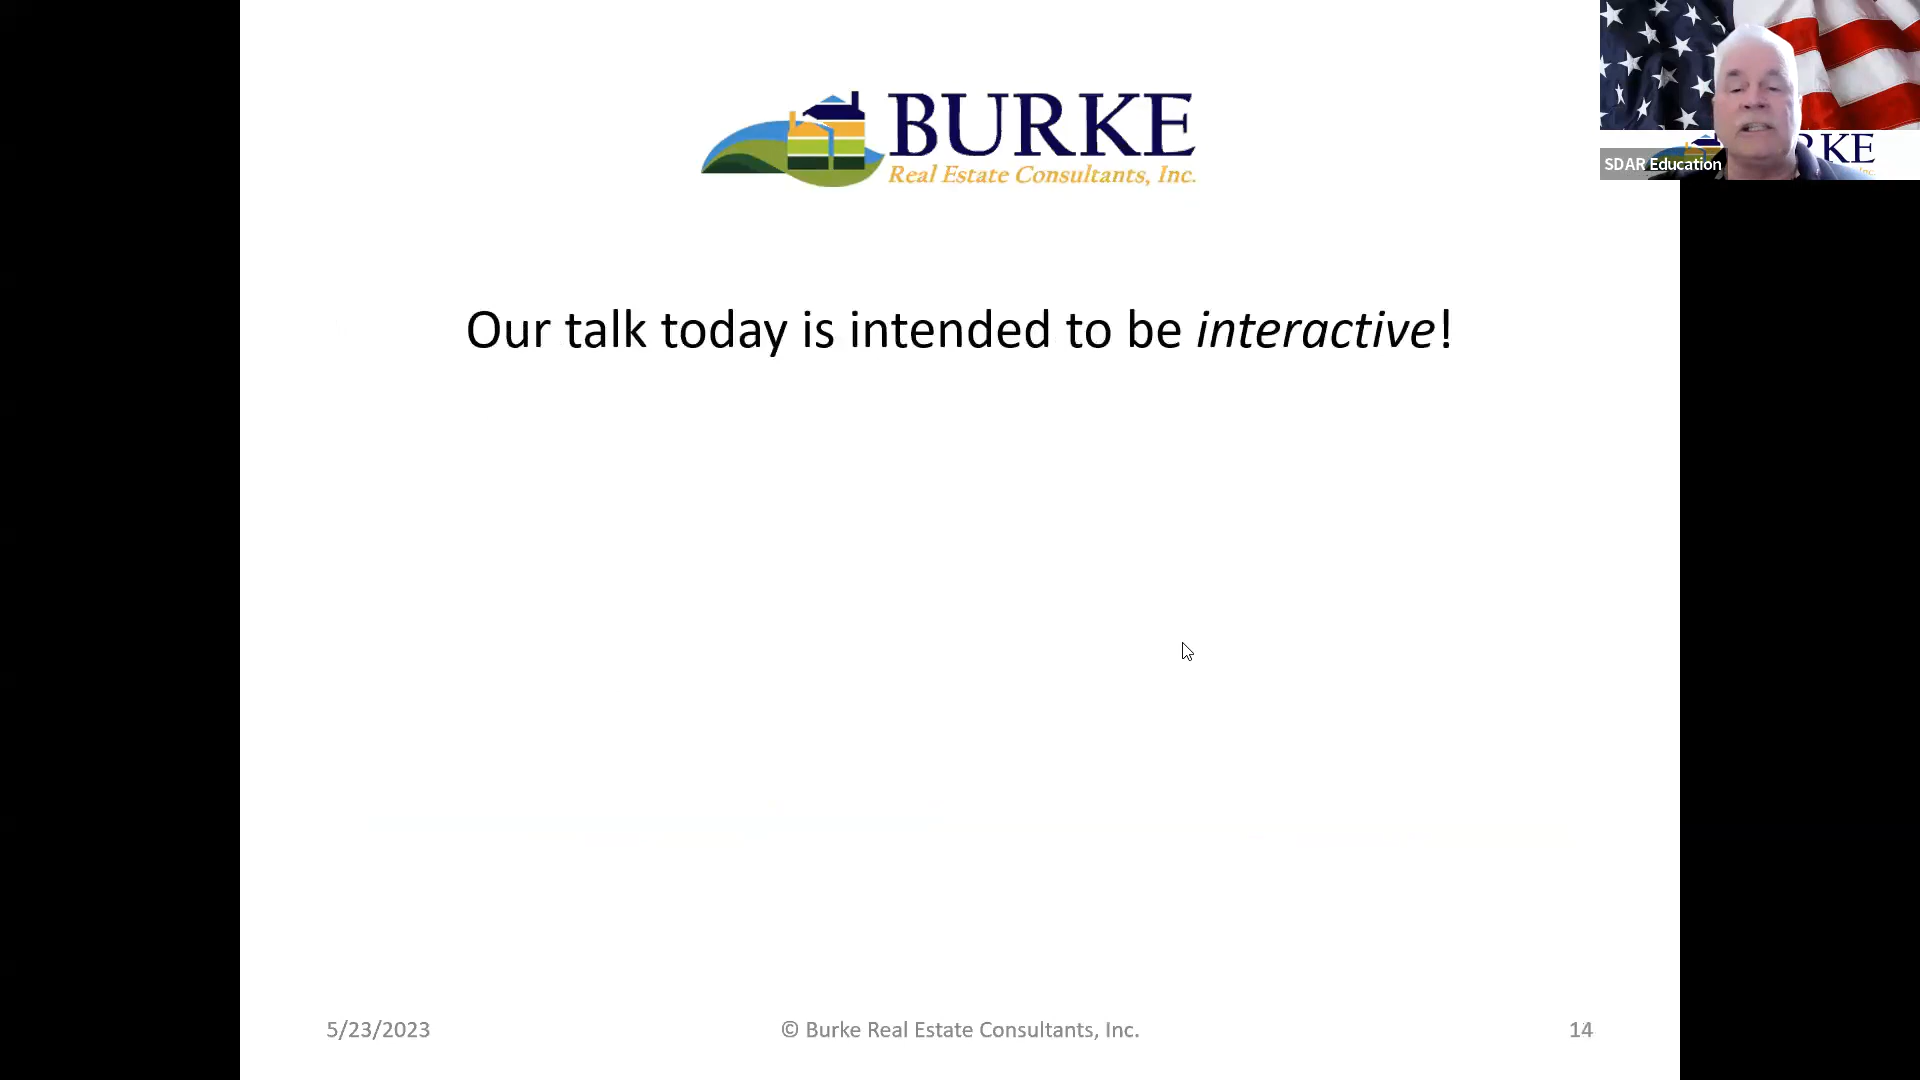 BURKE
Real Estate Consultants, Inc.
RKE
SDAR Education
Our talk today is intended to be interactive!
5/23/2023
© Burke Real Estate Consultants, Inc.
14